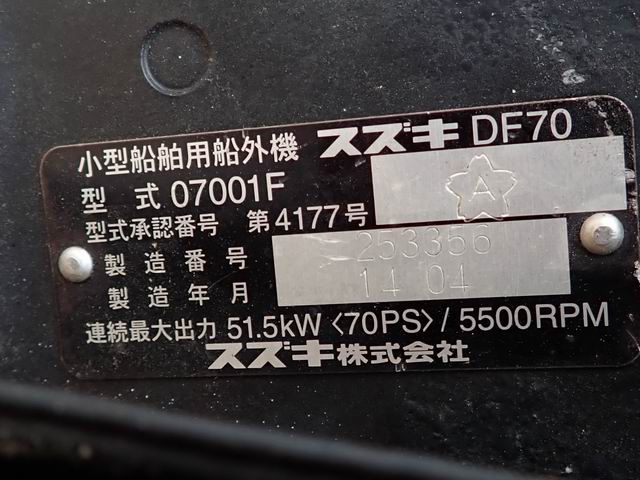 小型船舶用船外機 スズキ DF70
型 式 07001F
A
型式承認番号 第4177号
製造番号 253356
製造年月 14 04
連続最大出力 51.5kW〈70PS〉/5500RPM
スズキ株式会社